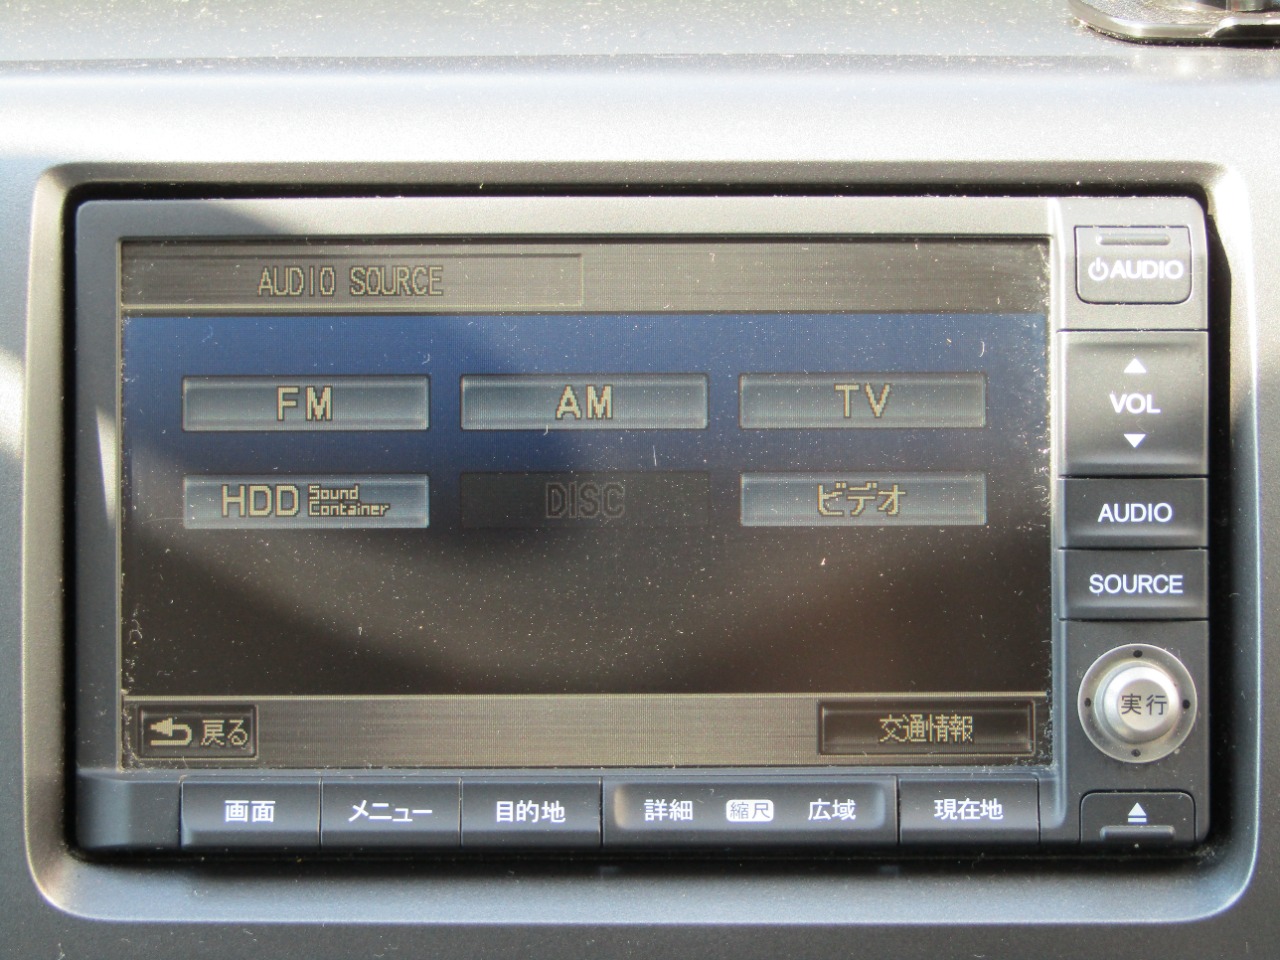 AUDIO SOURCE
FM
AM
TV
HDD Sound Container
DISC
ビデオ
戻る
交通情報
AUDIO
VOL
AUDIO
SOURCE
実行
画面
メニュー
目的地
詳細
縮尺
広域
現在地